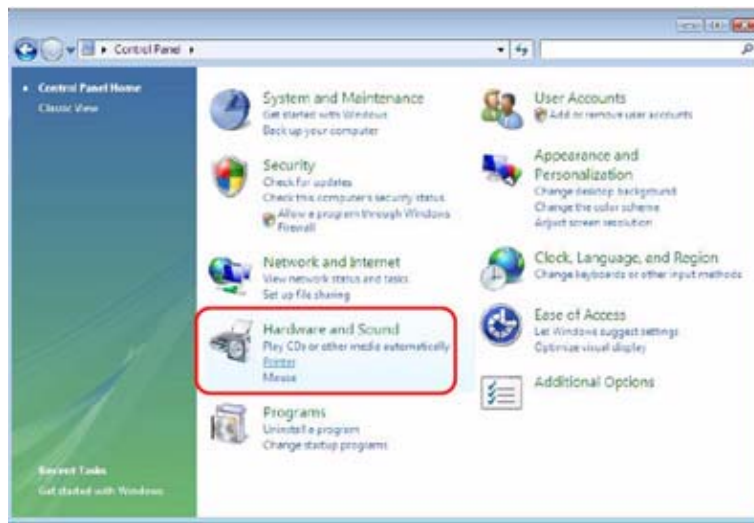 Control Panel
Control Panel Home
Classic View
System and Maintenance
Get started with Windows
Back up your computer
Security
Check for updates
Check this computer's security status
Allow a program through Windows
Firewall
Network and Internet
View network status and tasks
Set up file sharing
Hardware and Sound
Play CDs or other media automatically
Printer
Mouse
Programs
Uninstall a program
Change startup programs
User Accounts
Add or remove user accounts
Appearance and
Personalization
Change desktop background
Change the color scheme
Adjust screen resolution
Clock, Language, and Region
Change keyboards or other input methods
Ease of Access
Let Windows suggest settings
Optimize visual display
Additional Options
Recent Tasks
Get started with Windows